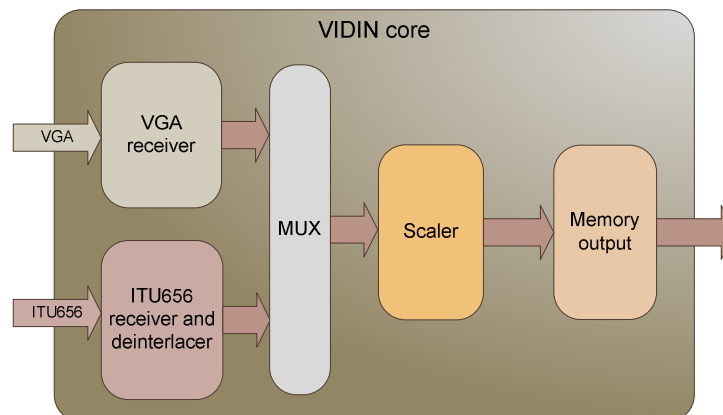 VIDIN core
VGA
VGA
receiver
MUX
Scaler
Memory
output
ITU656
ITU656
receiver and
deinterlacer